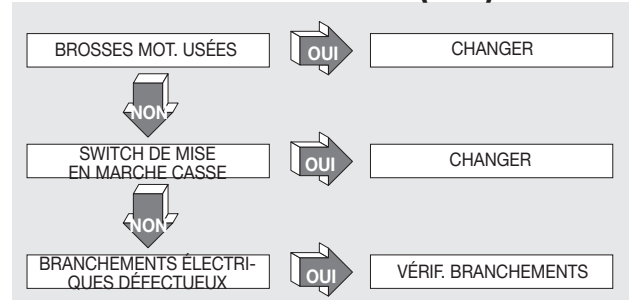 BROSSES MOT. USÉES
OUI
CHANGER
NON
SWITCH DE MISE
EN MARCHE CASSE
OUI
CHANGER
NON
BRANCHEMENTS ÉLECTRI-
QUES DÉFECTUEUX
OUI
VÉRIF. BRANCHEMENTS